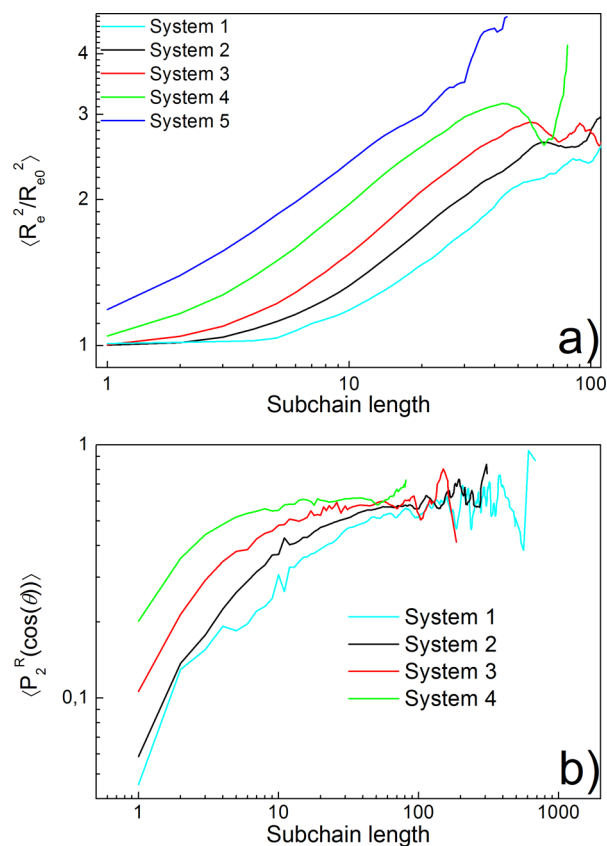 System 1
System 2
System 3
System 4
System 5
4
3
2
1
⟨Re²/Re0²⟩
a)
1
10
100
Subchain length
1
0,1
⟨P₂ᴿ(cos(θ))⟩
System 1
System 2
System 3
System 4
b)
1
10
100
1000
Subchain length